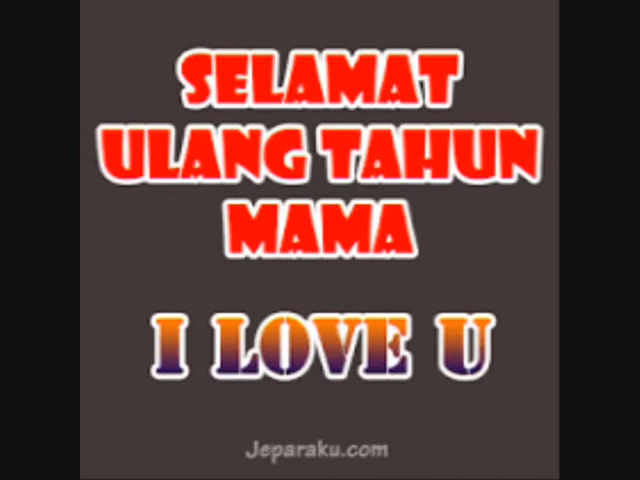 SELAMAT
ULANG TAHUN
MAMA
I LOVE U
Jeparaku.com